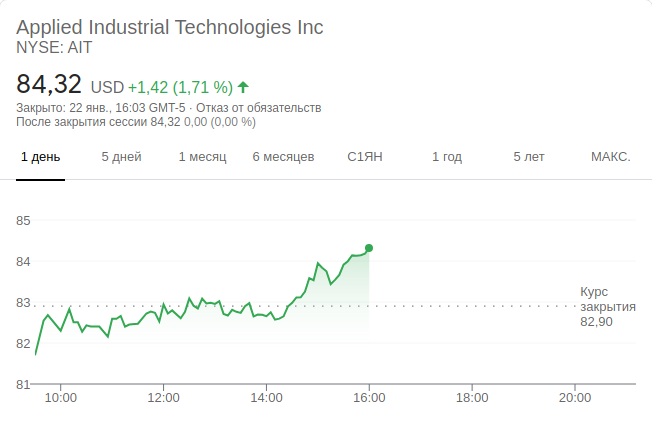 Applied Industrial Technologies Inc
NYSE: AIT
84,32 USD +1,42 (1,71 %)
Закрыто: 22 янв., 16:03 GMT-5 · Отказ от обязательств
После закрытия сессии 84,32 0,00 (0,00 %)
1 день 5 дней 1 месяц 6 месяцев С1ЯН 1 год 5 лет МАКС.
85
84
83
82
81
Курс
закрытия
82,90
10:00 12:00 14:00 16:00 18:00 20:00